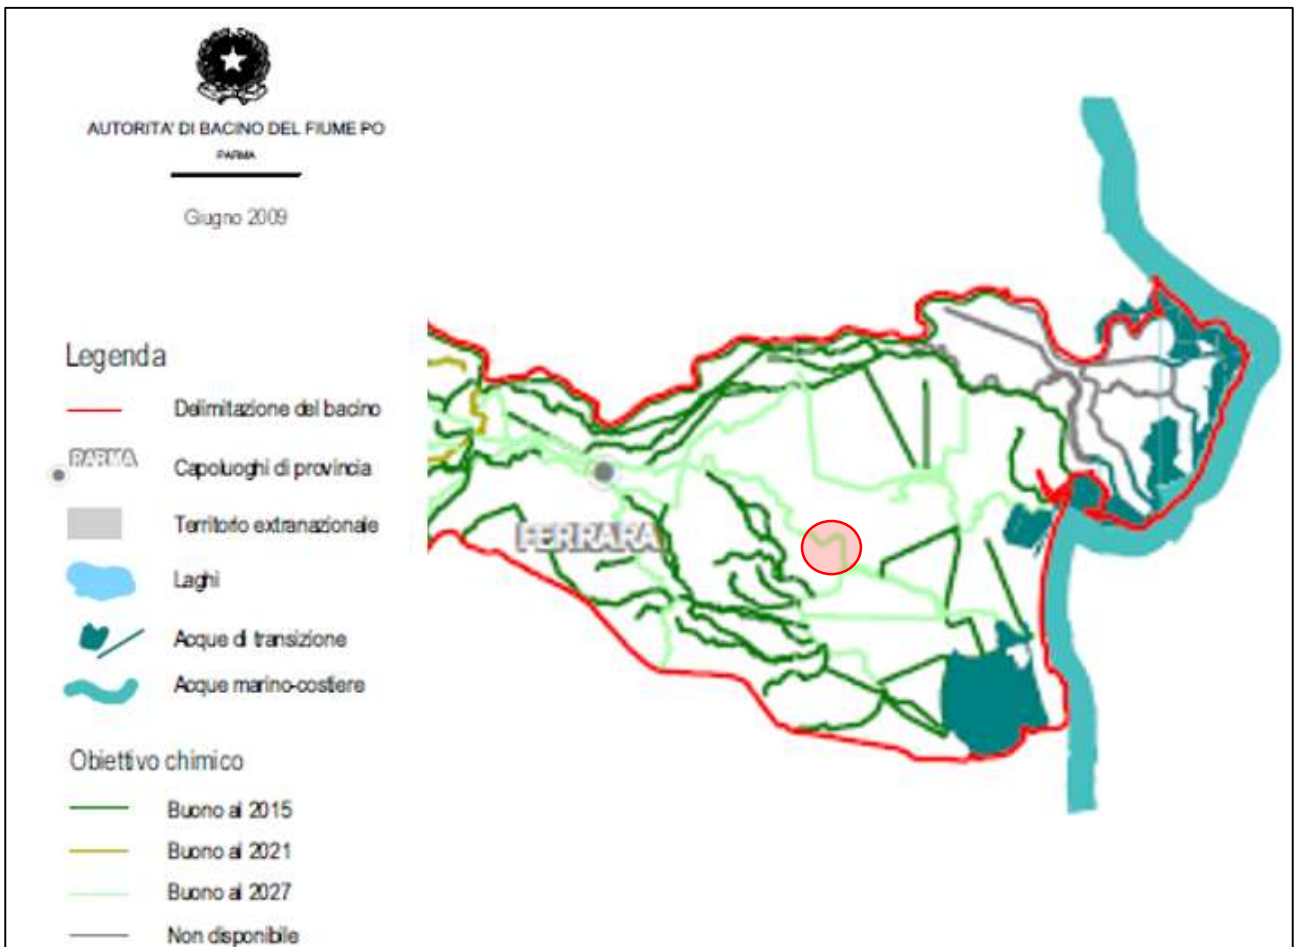 AUTORITA' DI BACINO DEL FIUME PO
PARMA
Giugno 2009
Legenda
Delimitazione del bacino
PARMA
Capoluoghi di provincia
Territorio extranazionale
Laghi
Acque di transizione
Acque marino-costiere
Obiettivo chimico
Buono al 2015
Buono al 2021
Buono al 2027
Non disponibile
FERRARA